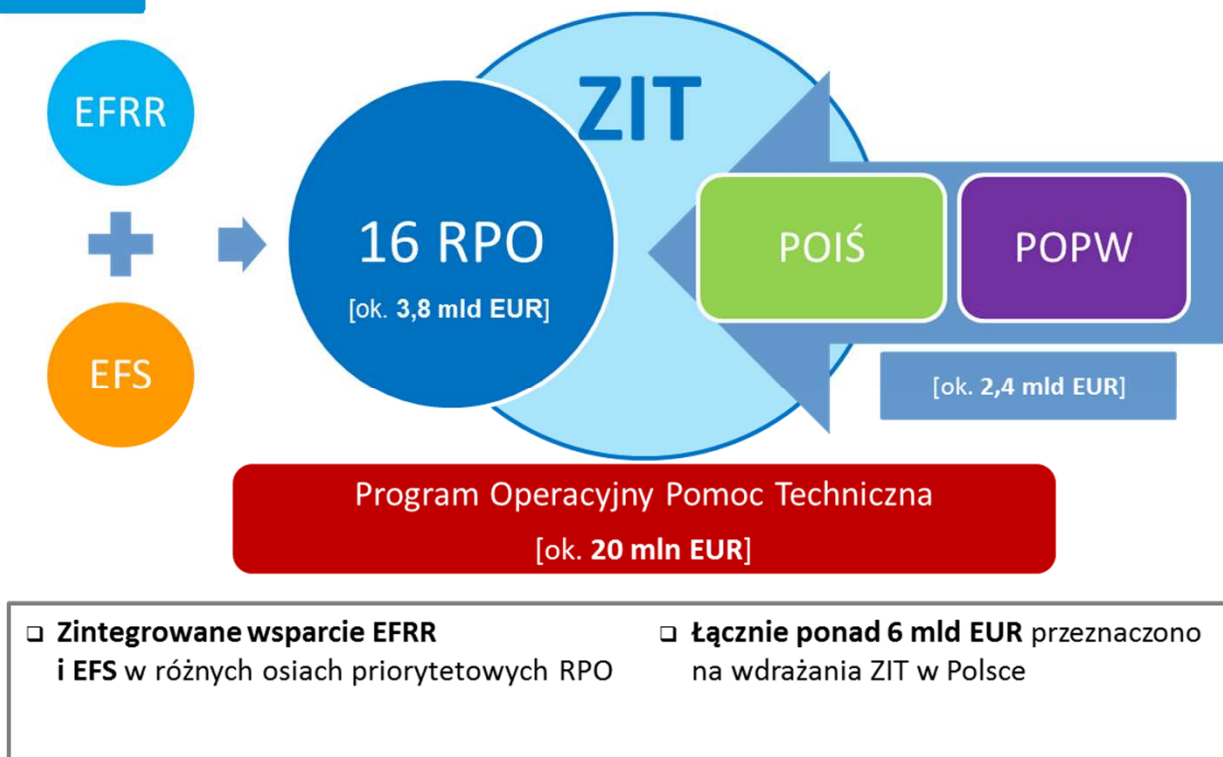 EFRR
EFS
ZIT
16 RPO
[ok. 3,8 mld EUR]
POIŚ
POPW
[ok. 2,4 mld EUR]
Program Operacyjny Pomoc Techniczna
[ok. 20 mln EUR]
Zintegrowane wsparcie EFRR
i EFS w różnych osiach priorytetowych RPO
Łącznie ponad 6 mld EUR przeznaczono
na wdrażania ZIT w Polsce